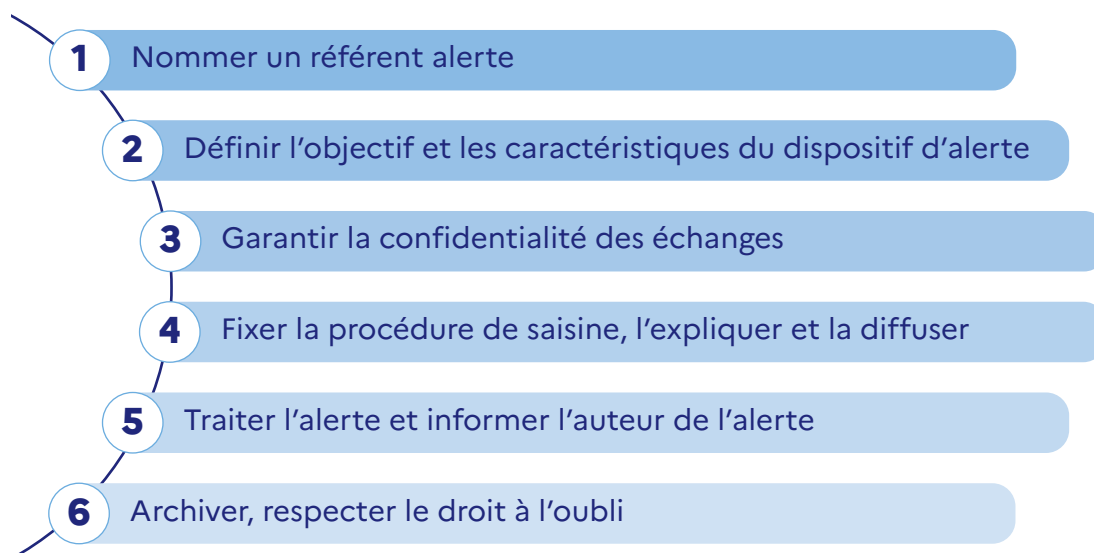 1 Nommer un référent alerte
2 Définir l’objectif et les caractéristiques du dispositif d’alerte
3 Garantir la confidentialité des échanges
4 Fixer la procédure de saisine, l’expliquer et la diffuser
5 Traiter l’alerte et informer l’auteur de l’alerte
6 Archiver, respecter le droit à l’oubli